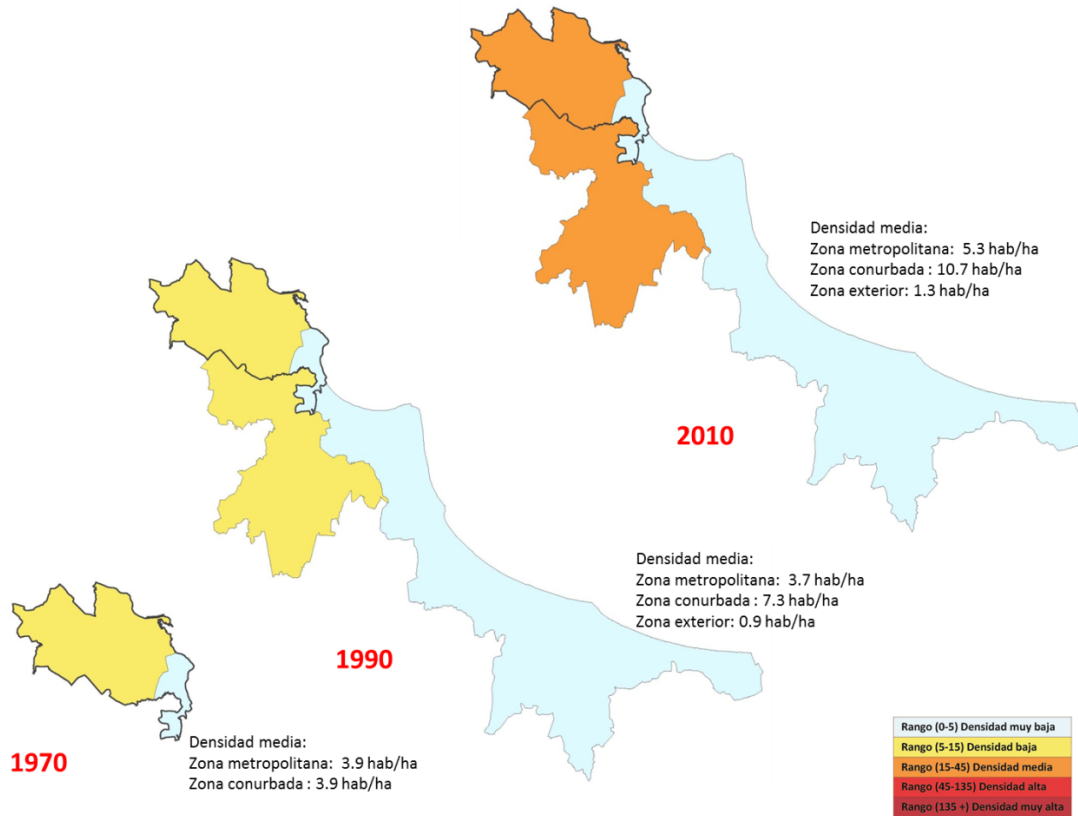 Densidad media:
Zona metropolitana: 5.3 hab/ha
Zona conurbada : 10.7 hab/ha
Zona exterior: 1.3 hab/ha
2010
Densidad media:
Zona metropolitana: 3.7 hab/ha
Zona conurbada : 7.3 hab/ha
Zona exterior: 0.9 hab/ha
1990
Densidad media:
Zona metropolitana: 3.9 hab/ha
Zona conurbada : 3.9 hab/ha
1970
Rango (0-5) Densidad muy baja
Rango (5-15) Densidad baja
Rango (15-45) Densidad media
Rango (45-135) Densidad alta
Rango (135 +) Densidad muy alta